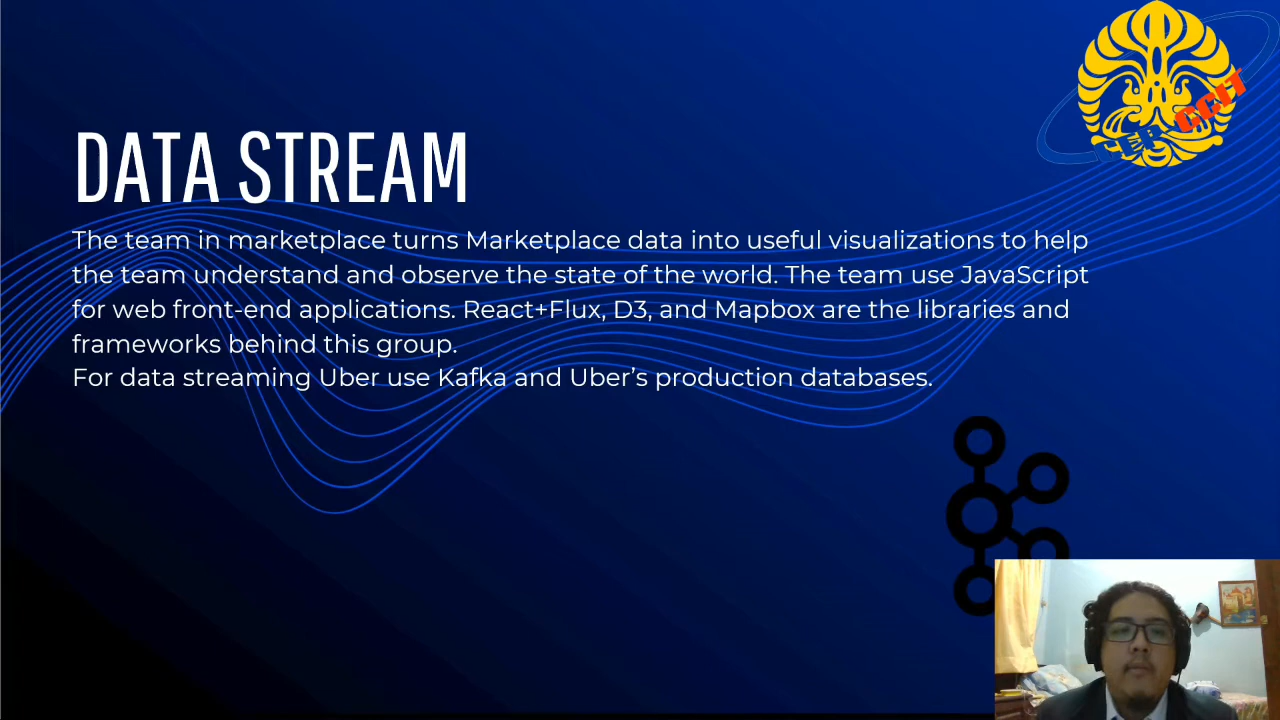 CCIT
DATA STREAM
The team in marketplace turns Marketplace data into useful visualizations to help
the team understand and observe the state of the world. The team use JavaScript
for web front-end applications. React+Flux, D3, and Mapbox are the libraries and
frameworks behind this group.
For data streaming Uber use Kafka and Uber’s production databases.